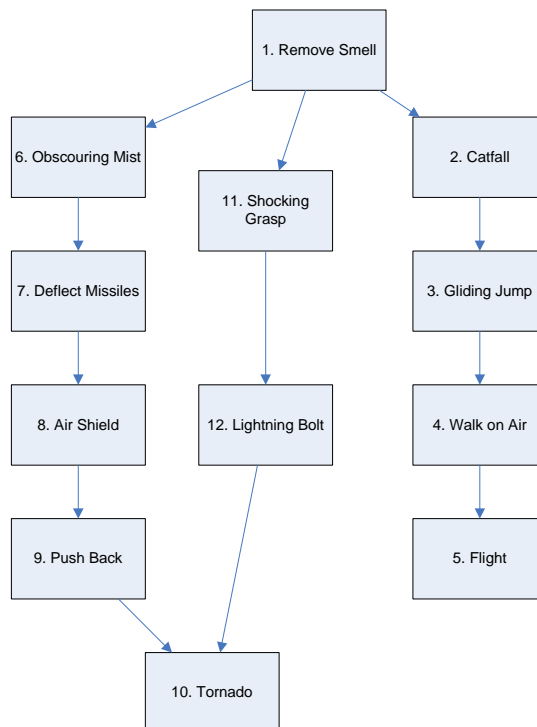 1. Remove Smell
6. Obscouring Mist
2. Catfall
11. Shocking
Grasp
7. Deflect Missiles
3. Gliding Jump
8. Air Shield
12. Lightning Bolt
4. Walk on Air
9. Push Back
5. Flight
10. Tornado